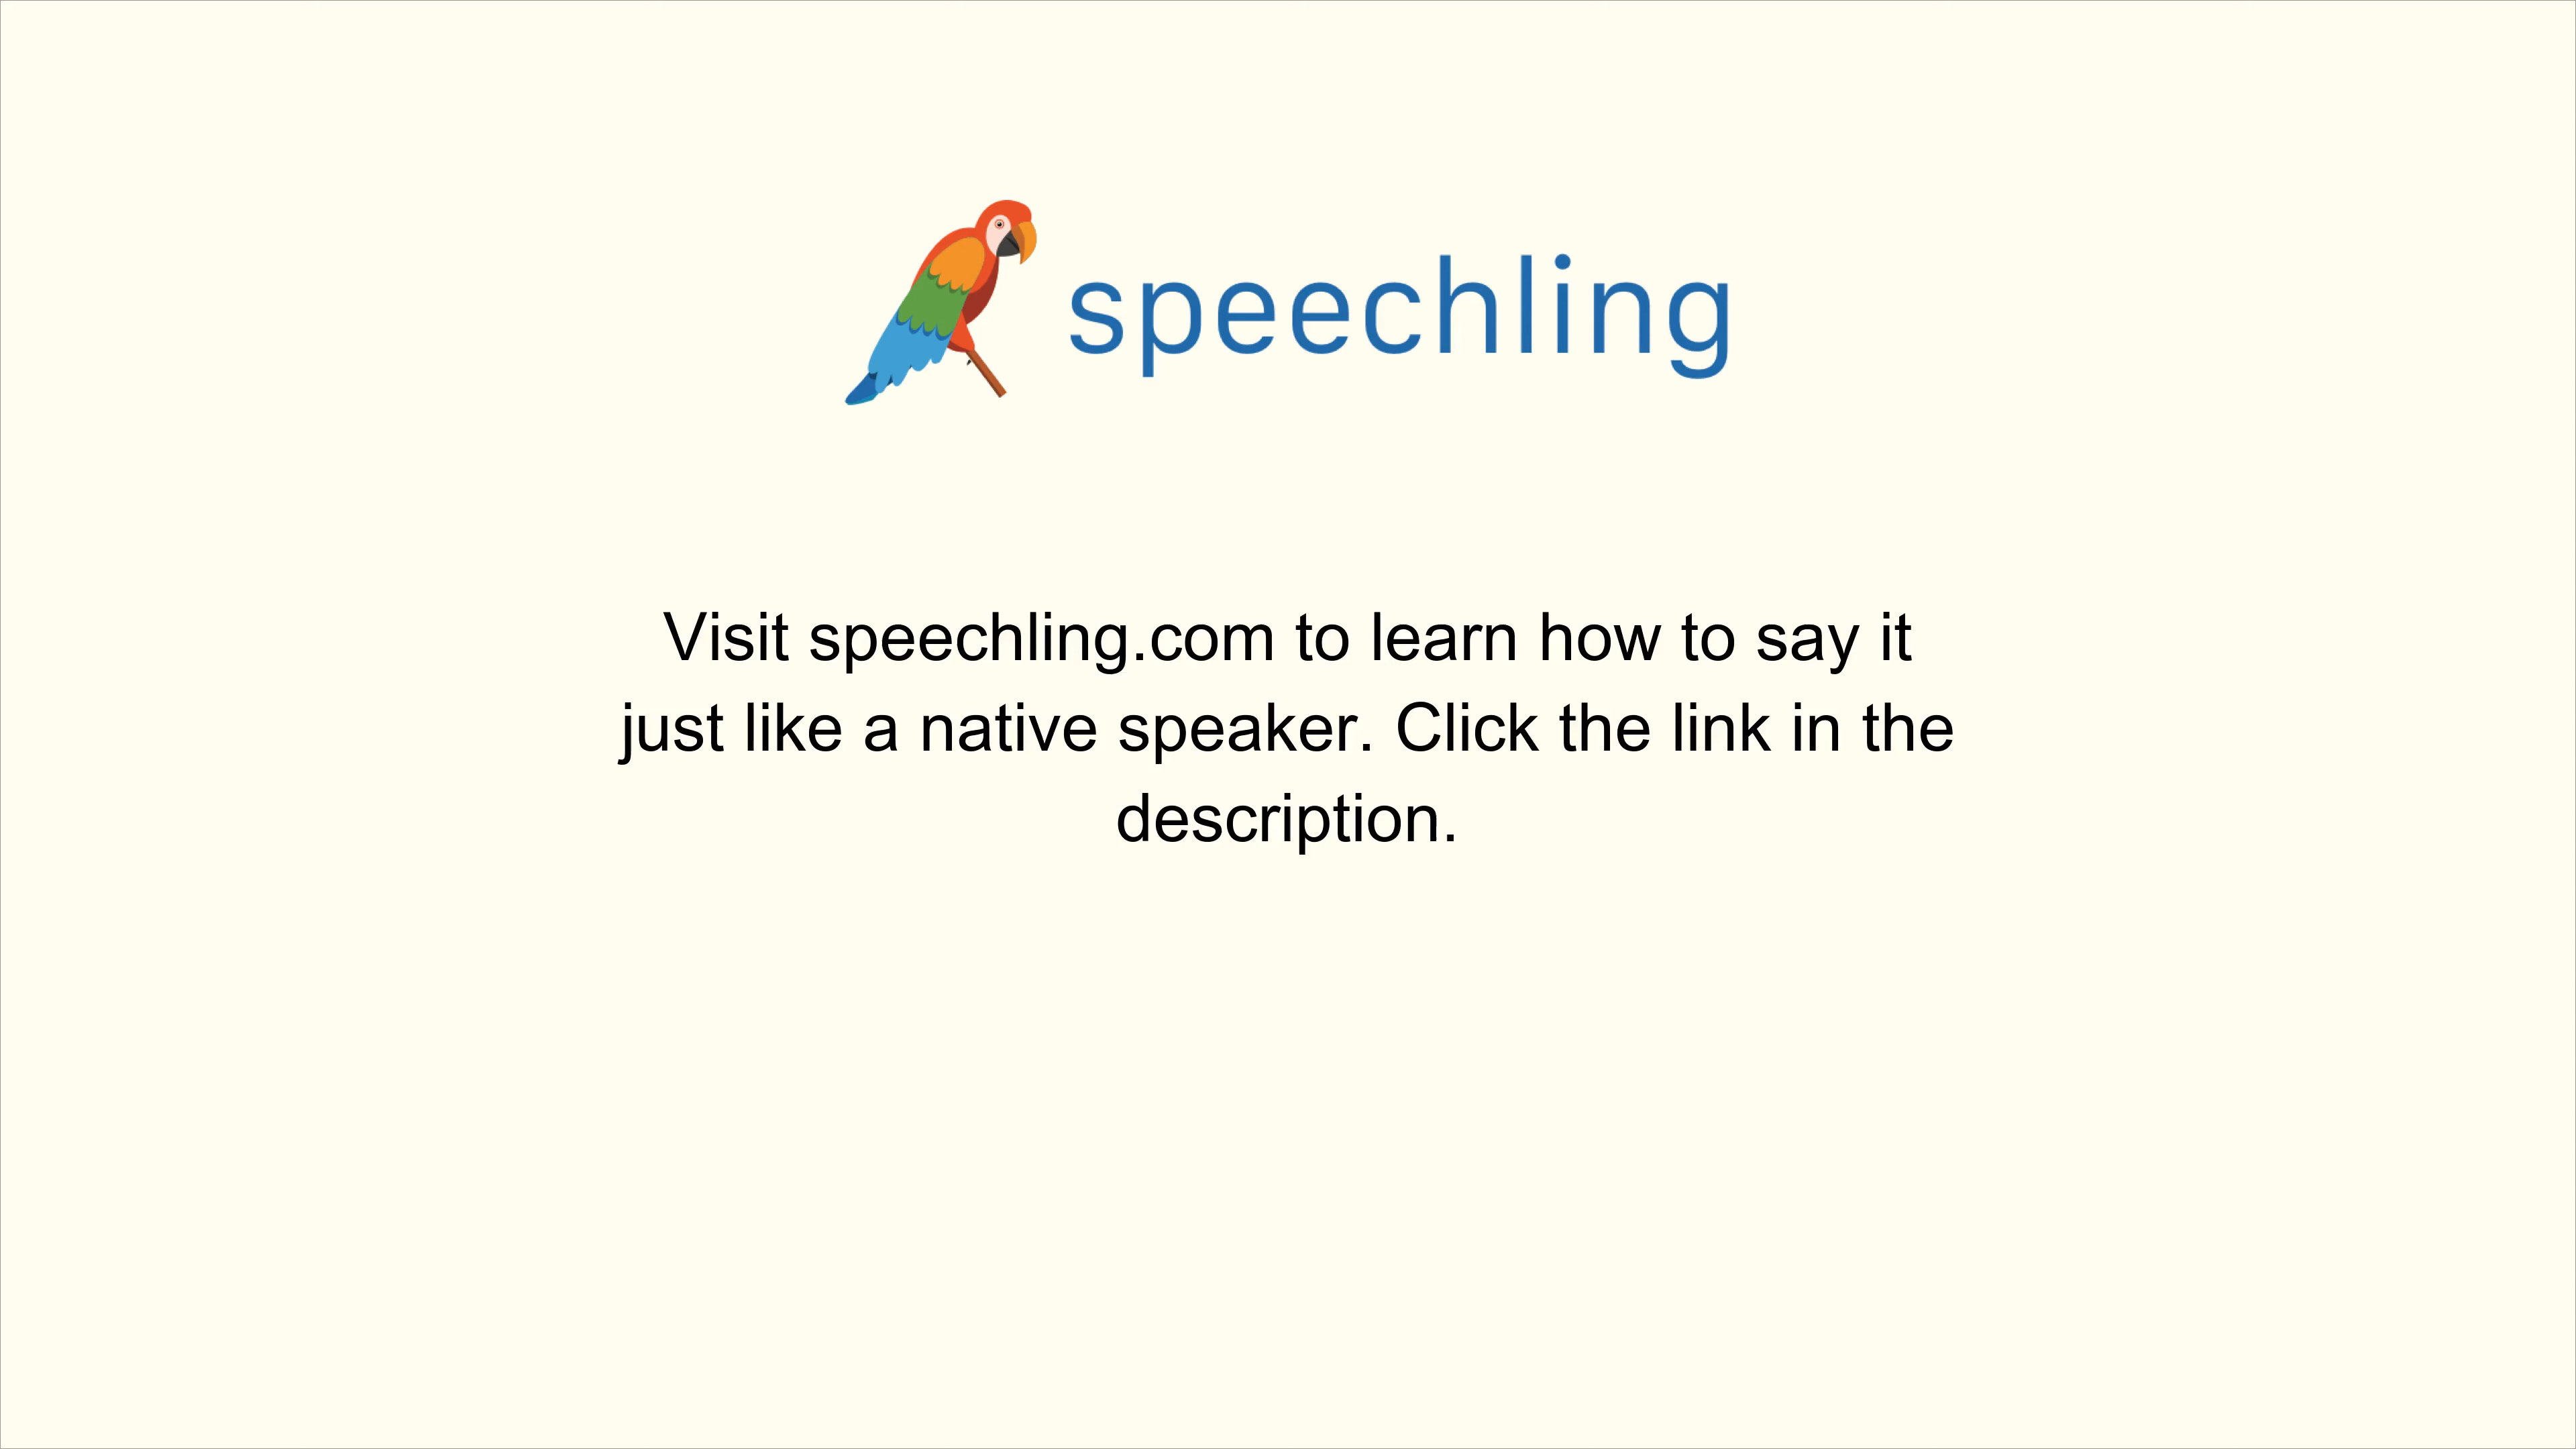 speechling
Visit speechling.com to learn how to say it
just like a native speaker. Click the link in the
description.